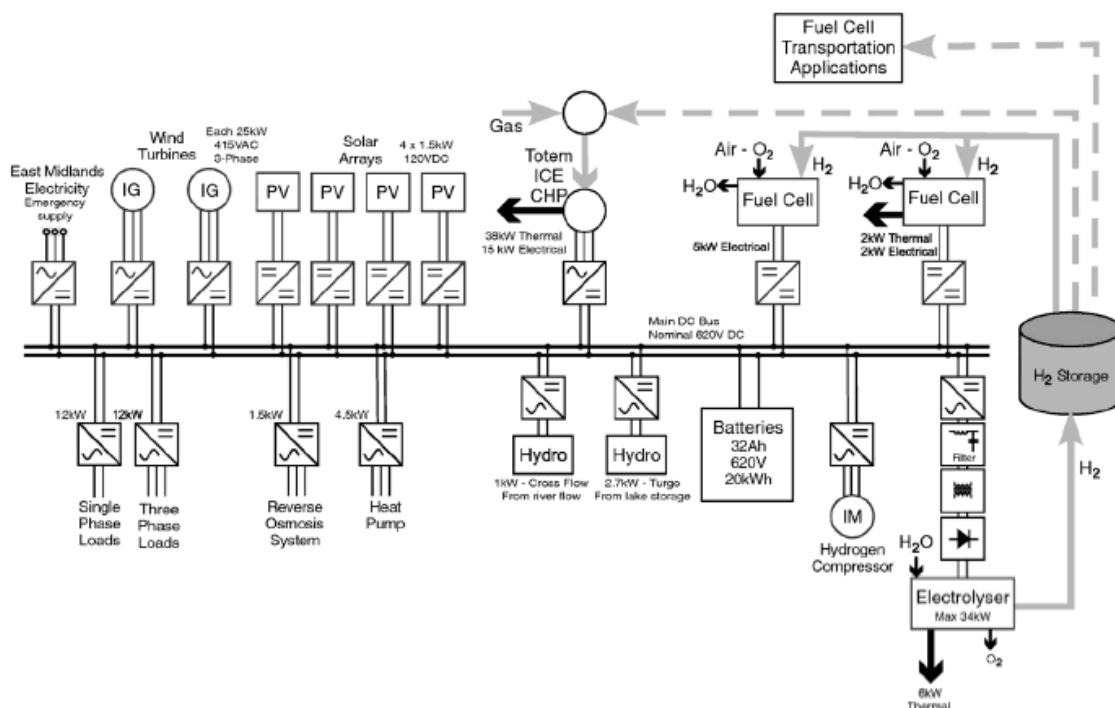 Fuel Cell
Transportation
Applications
Gas
Wind
Turbines
Each 25kW
415VAC
3-Phase
Solar
Arrays
4 x 1.5kW
120VDC
Totem
ICE
CHP
Air - O₂
H₂
Air - O₂
H₂
East Midlands
Electricity
Emergency
supply
IG
IG
PV
PV
PV
PV
H₂O
Fuel Cell
H₂O
Fuel Cell
38kW Thermal
15 kW Electrical
5kW Electrical
2kW Thermal
2kW Electrical
Main DC Bus
Nominal 620V DC
H₂ Storage
12kW
12kW
1.5kW
4.5kW
Hydro
Hydro
Batteries
32Ah
620V
20kWh
Filter
H₂
1kW - Cross Flow
From river flow
2.7kW - Turgo
From lake storage
Single
Phase
Loads
Three
Phase
Loads
Reverse
Osmosis
System
Heat
Pump
IM
Hydrogen
Compressor
H₂O
Electrolyser
Max 34kW
O₂
6kW
Thermal